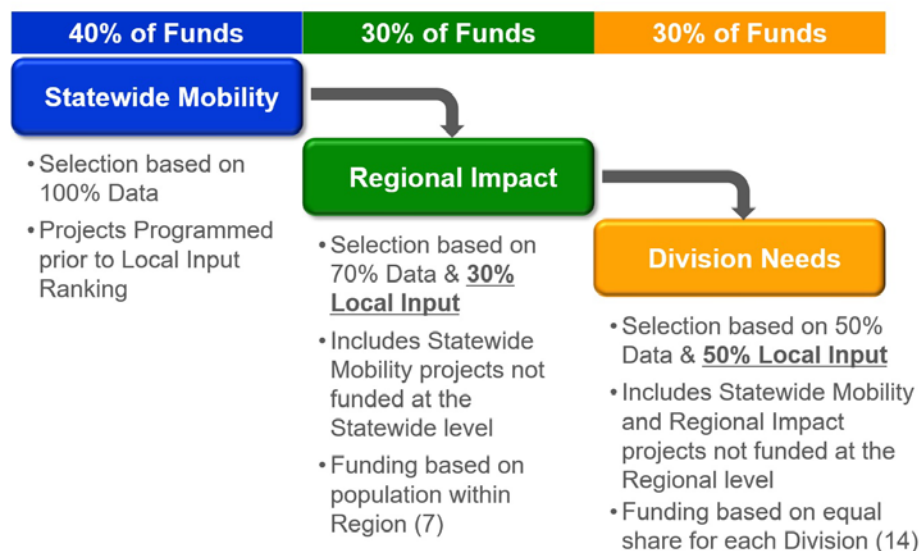 40% of Funds
30% of Funds
30% of Funds
Statewide Mobility
• Selection based on
100% Data
• Projects Programmed
prior to Local Input
Ranking
Regional Impact
• Selection based on
70% Data & 30%
Local Input
• Includes Statewide
Mobility projects not
funded at the
Statewide level
• Funding based on
population within
Region (7)
Division Needs
• Selection based on 50%
Data & 50% Local Input
• Includes Statewide Mobility
and Regional Impact
projects not funded at the
Regional level
• Funding based on equal
share for each Division (14)